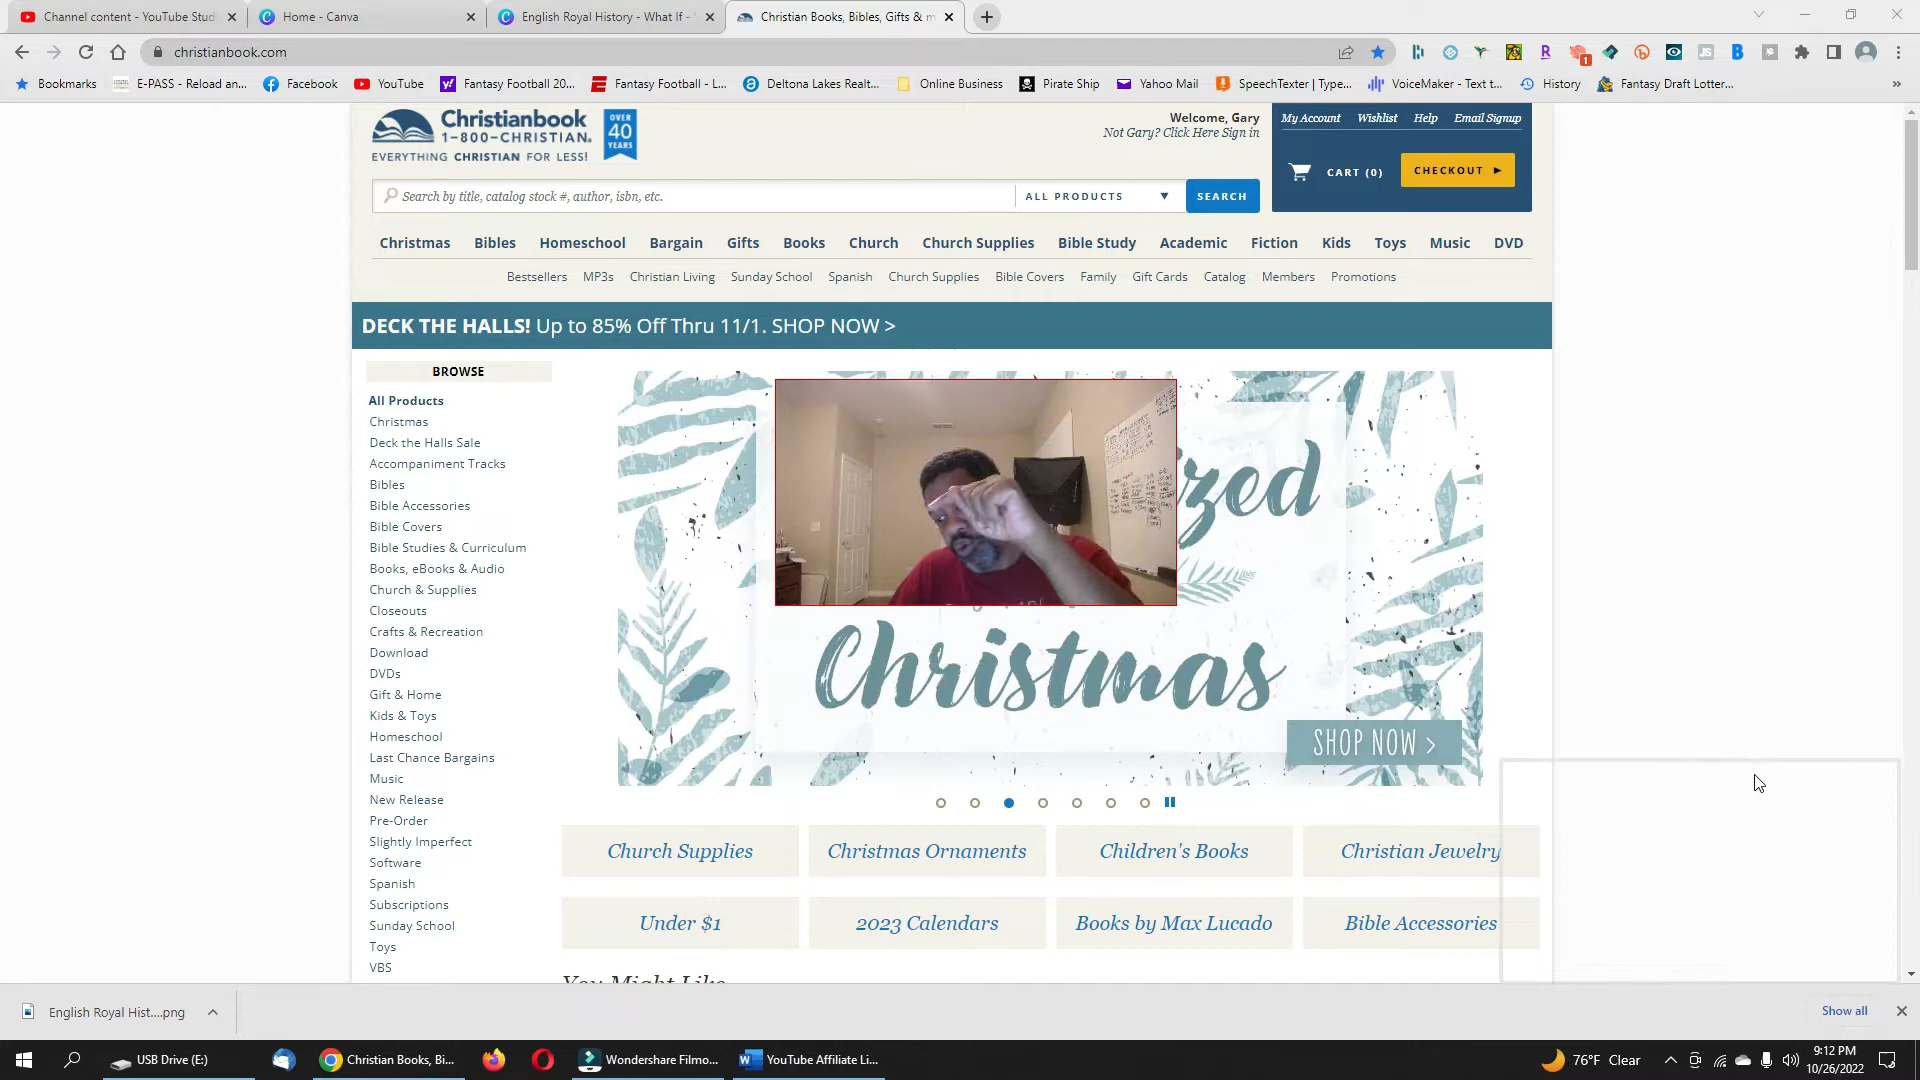 Channel content - YouTube Stud
Home - Canva
English Royal History - What If -
Christian Books, Bibles, Gifts & m
christianbook.com
Bookmarks
E-PASS - Reload an...
Facebook
YouTube
Fantasy Football 20...
Fantasy Football - L...
Deltona Lakes Realt...
Online Business
Pirate Ship
Yahoo Mail
SpeechTexter | Type...
VoiceMaker - Text t...
History
Fantasy Draft Lotter...
Christianbook
1-800-CHRISTIAN.
EVERYTHING CHRISTIAN FOR LESS!
OVER
40
YEARS
Welcome, Gary
Not Gary? Click Here Sign in
My Account
Wishlist
Help
Email Signup
CART (0)
CHECKOUT
Search by title, catalog stock #, author, isbn, etc.
ALL PRODUCTS
SEARCH
Christmas
Bibles
Homeschool
Bargain
Gifts
Books
Church
Church Supplies
Bible Study
Academic
Fiction
Kids
Toys
Music
DVD
Bestsellers
MP3s
Christian Living
Sunday School
Spanish
Church Supplies
Bible Covers
Family
Gift Cards
Catalog
Members
Promotions
DECK THE HALLS! Up to 85% Off Thru 11/1. SHOP NOW >
BROWSE
All Products
Christmas
Deck the Halls Sale
Accompaniment Tracks
Bibles
Bible Accessories
Bible Covers
Bible Studies & Curriculum
Books, eBooks & Audio
Church & Supplies
Closeouts
Crafts & Recreation
Download
DVDs
Gift & Home
Kids & Toys
Homeschool
Last Chance Bargains
Music
New Release
Pre-Order
Slightly Imperfect
Software
Spanish
Subscriptions
Sunday School
Toys
VBS
zed
Christmas
SHOP NOW >
Church Supplies
Christmas Ornaments
Children's Books
Christian Jewelry
Under $1
2023 Calendars
Books by Max Lucado
Bible Accessories
You Might Like
English Royal Hist....png
Show all
USB Drive (E:)
Christian Books, Bi...
Wondershare Filmo...
YouTube Affiliate Li...
76°F Clear
9:12 PM
10/26/2022